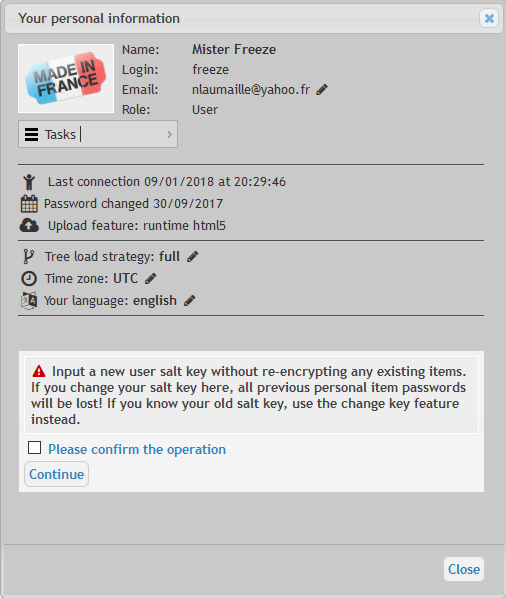 Your personal information
MADE IN
FRANCE
Name: Mister Freeze
Login: freeze
Email: nlaumaille@yahoo.fr
Role: User
Tasks
Last connection 09/01/2018 at 20:29:46
Password changed 30/09/2017
Upload feature: runtime html5
Tree load strategy: full
Time zone: UTC
Your language: english
Input a new user salt key without re-encrypting any existing items.
If you change your salt key here, all previous personal item passwords
will be lost! If you know your old salt key, use the change key feature
instead.
Please confirm the operation
Continue
Close